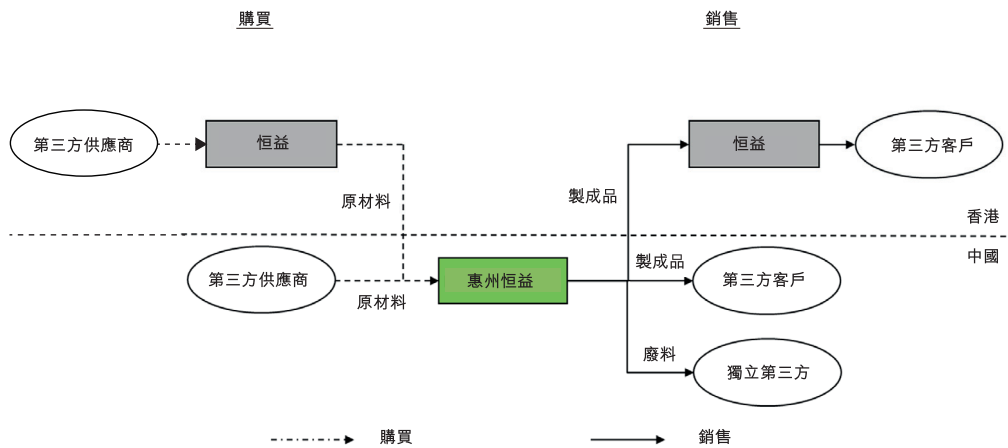 購買
銷售
第三方供應商
恒益
恒益
第三方客戶
原材料
製成品
香港
中國
第三方供應商
原材料
惠州恒益
製成品
第三方客戶
廢料
獨立第三方
購買
銷售